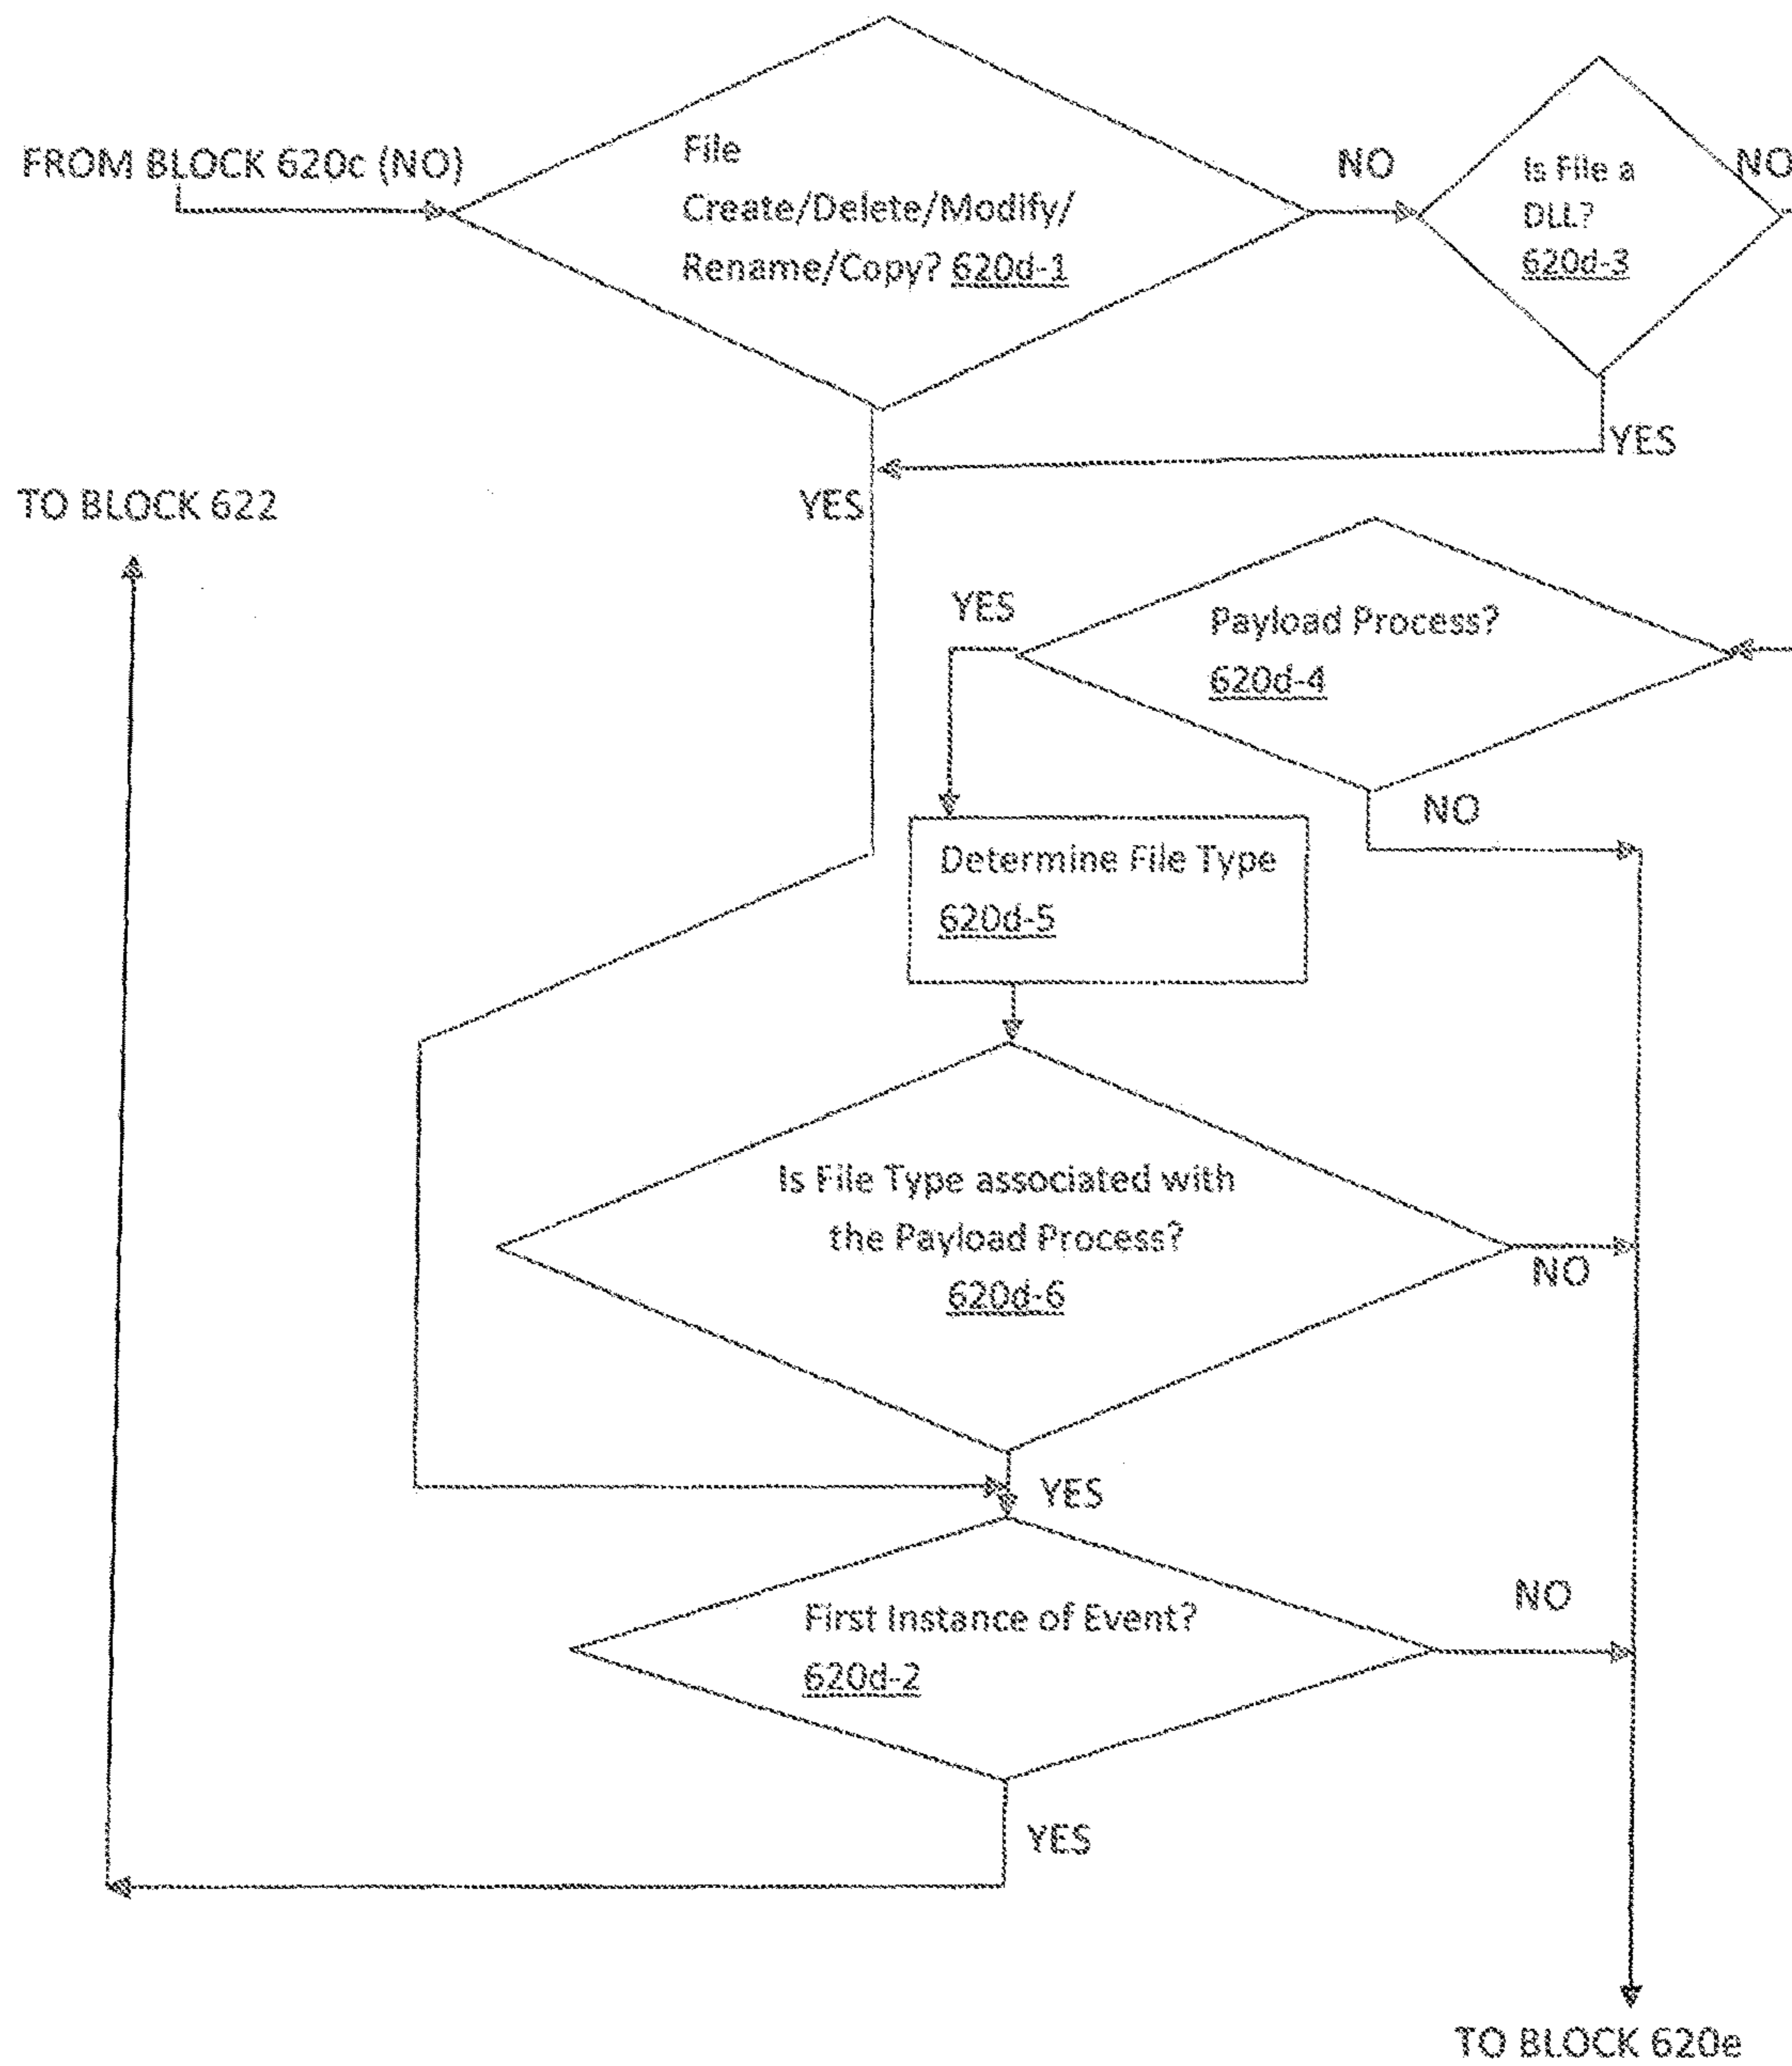 FROM BLOCK 620c (NO)
File
Create/Delete/Modify/
Rename/Copy? 620d-1
NO
Is File a
DLL?
620d-3
NO
YES
YES
TO BLOCK 622
YES
Payload Process?
620d-4
NO
Determine File Type
620d-5
Is File Type associated with
the Payload Process?
620d-6
NO
YES
First Instance of Event?
620d-2
NO
YES
TO BLOCK 620e